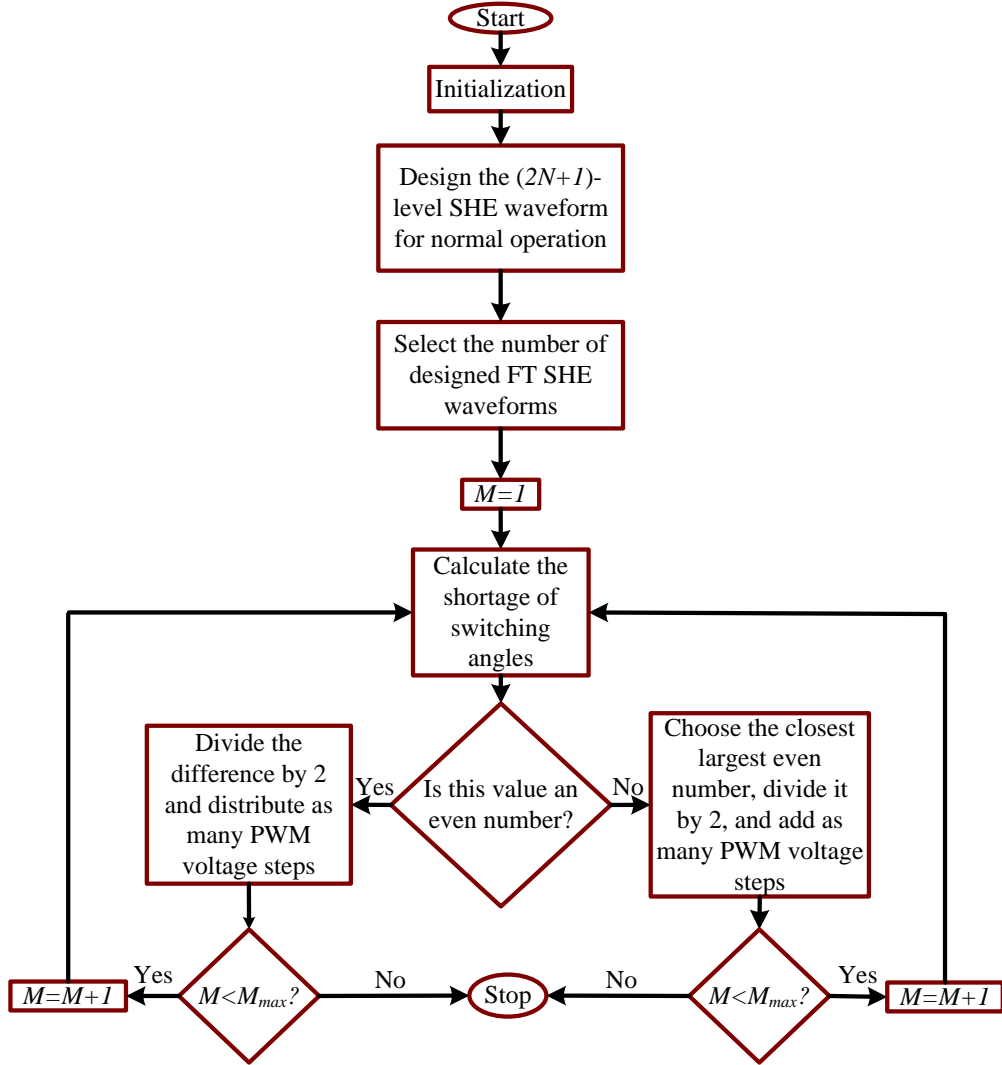 Start
Initialization
Design the (2N+1)-
level SHE waveform
for normal operation
Select the number of
designed FT SHE
waveforms
M=1
Calculate the
shortage of
switching
angles
Divide the
difference by 2
and distribute as
many PWM
voltage steps
Yes
Is this value an
even number?
No
Choose the closest
largest even
number, divide it
by 2, and add as
many PWM voltage
steps
M=M+1
Yes
M<Mmax?
No
Stop
No
M<Mmax?
Yes
M=M+1